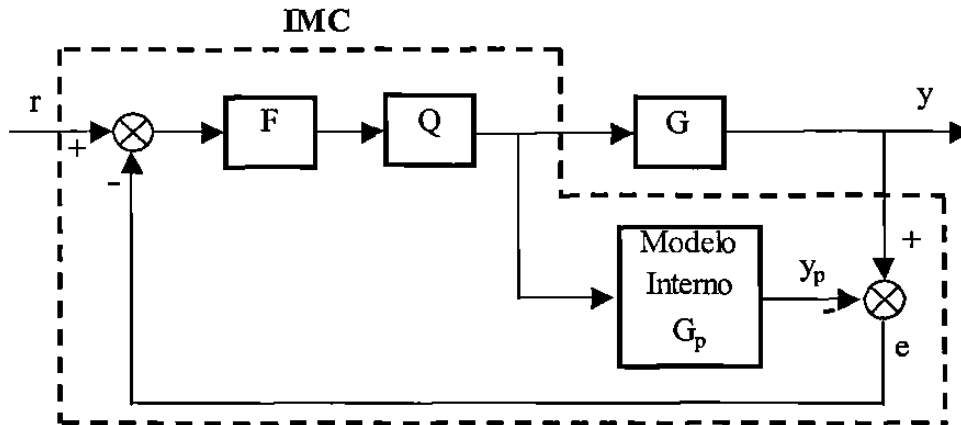 IMC
r
+
-
F
Q
G
y
Modelo
Interno
Gp
yp
+
-
e